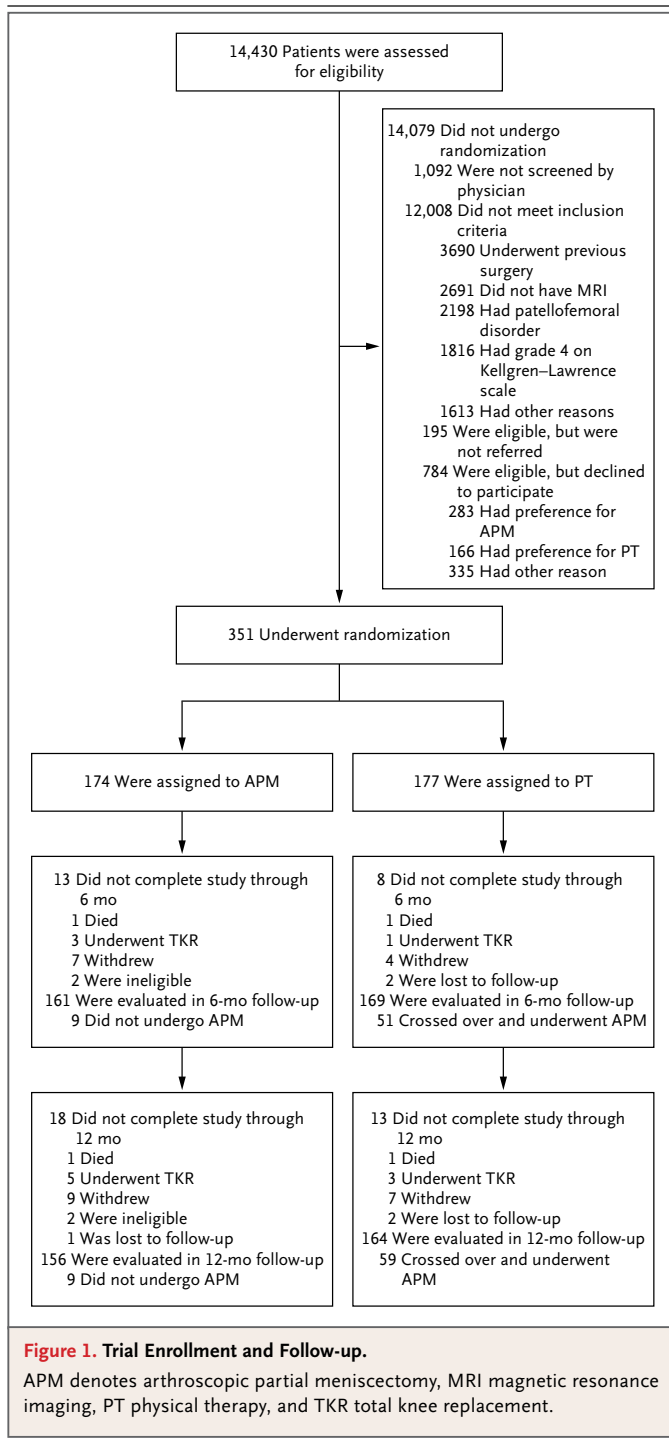 14,430 Patients were assessed
for eligibility
14,079 Did not undergo
randomization
1,092 Were not screened by
physician
12,008 Did not meet inclusion
criteria
3690 Underwent previous
surgery
2691 Did not have MRI
2198 Had patellofemoral
disorder
1816 Had grade 4 on
Kellgren–Lawrence
scale
1613 Had other reasons
195 Were eligible, but were
not referred
784 Were eligible, but declined
to participate
283 Had preference for
APM
166 Had preference for PT
335 Had other reason
351 Underwent randomization
174 Were assigned to APM
177 Were assigned to PT
13 Did not complete study through
6 mo
1 Died
3 Underwent TKR
7 Withdrew
2 Were ineligible
161 Were evaluated in 6-mo follow-up
9 Did not undergo APM
8 Did not complete study through
6 mo
1 Died
1 Underwent TKR
4 Withdrew
2 Were lost to follow-up
169 Were evaluated in 6-mo follow-up
51 Crossed over and underwent APM
18 Did not complete study through
12 mo
1 Died
5 Underwent TKR
9 Withdrew
2 Were ineligible
1 Was lost to follow-up
156 Were evaluated in 12-mo follow-up
9 Did not undergo APM
13 Did not complete study through
12 mo
1 Died
3 Underwent TKR
7 Withdrew
2 Were lost to follow-up
164 Were evaluated in 12-mo follow-up
59 Crossed over and underwent
APM
Figure 1. Trial Enrollment and Follow-up.
APM denotes arthroscopic partial meniscectomy, MRI magnetic resonance
imaging, PT physical therapy, and TKR total knee replacement.